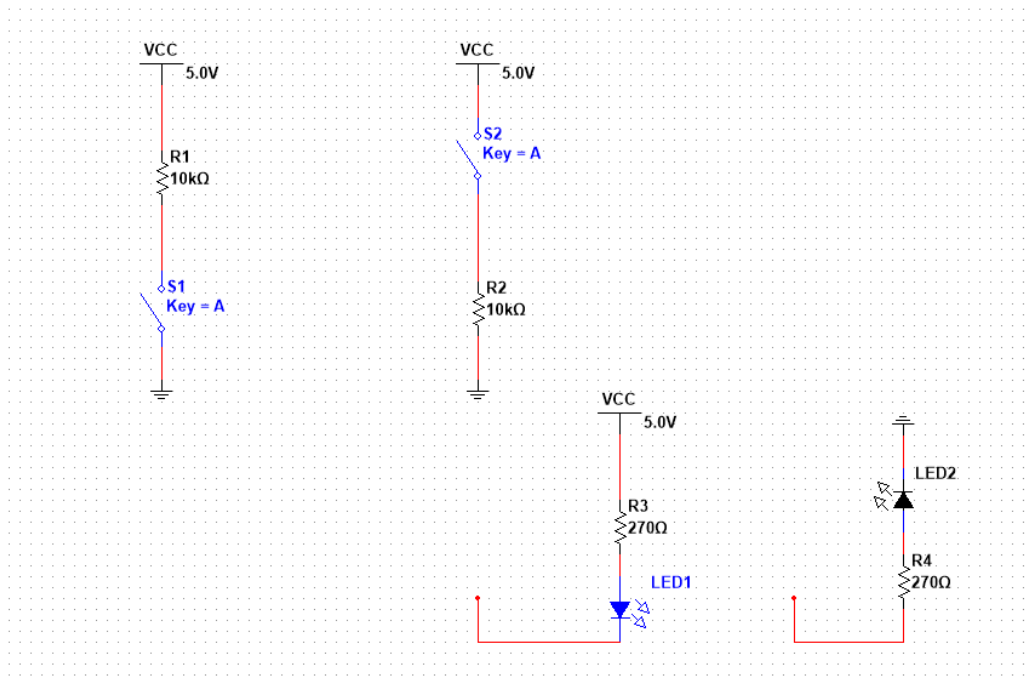 VCC
5.0V
R1
10kΩ
S1
Key = A
VCC
5.0V
S2
Key = A
R2
10kΩ
VCC
5.0V
R3
270Ω
LED1
LED2
R4
270Ω